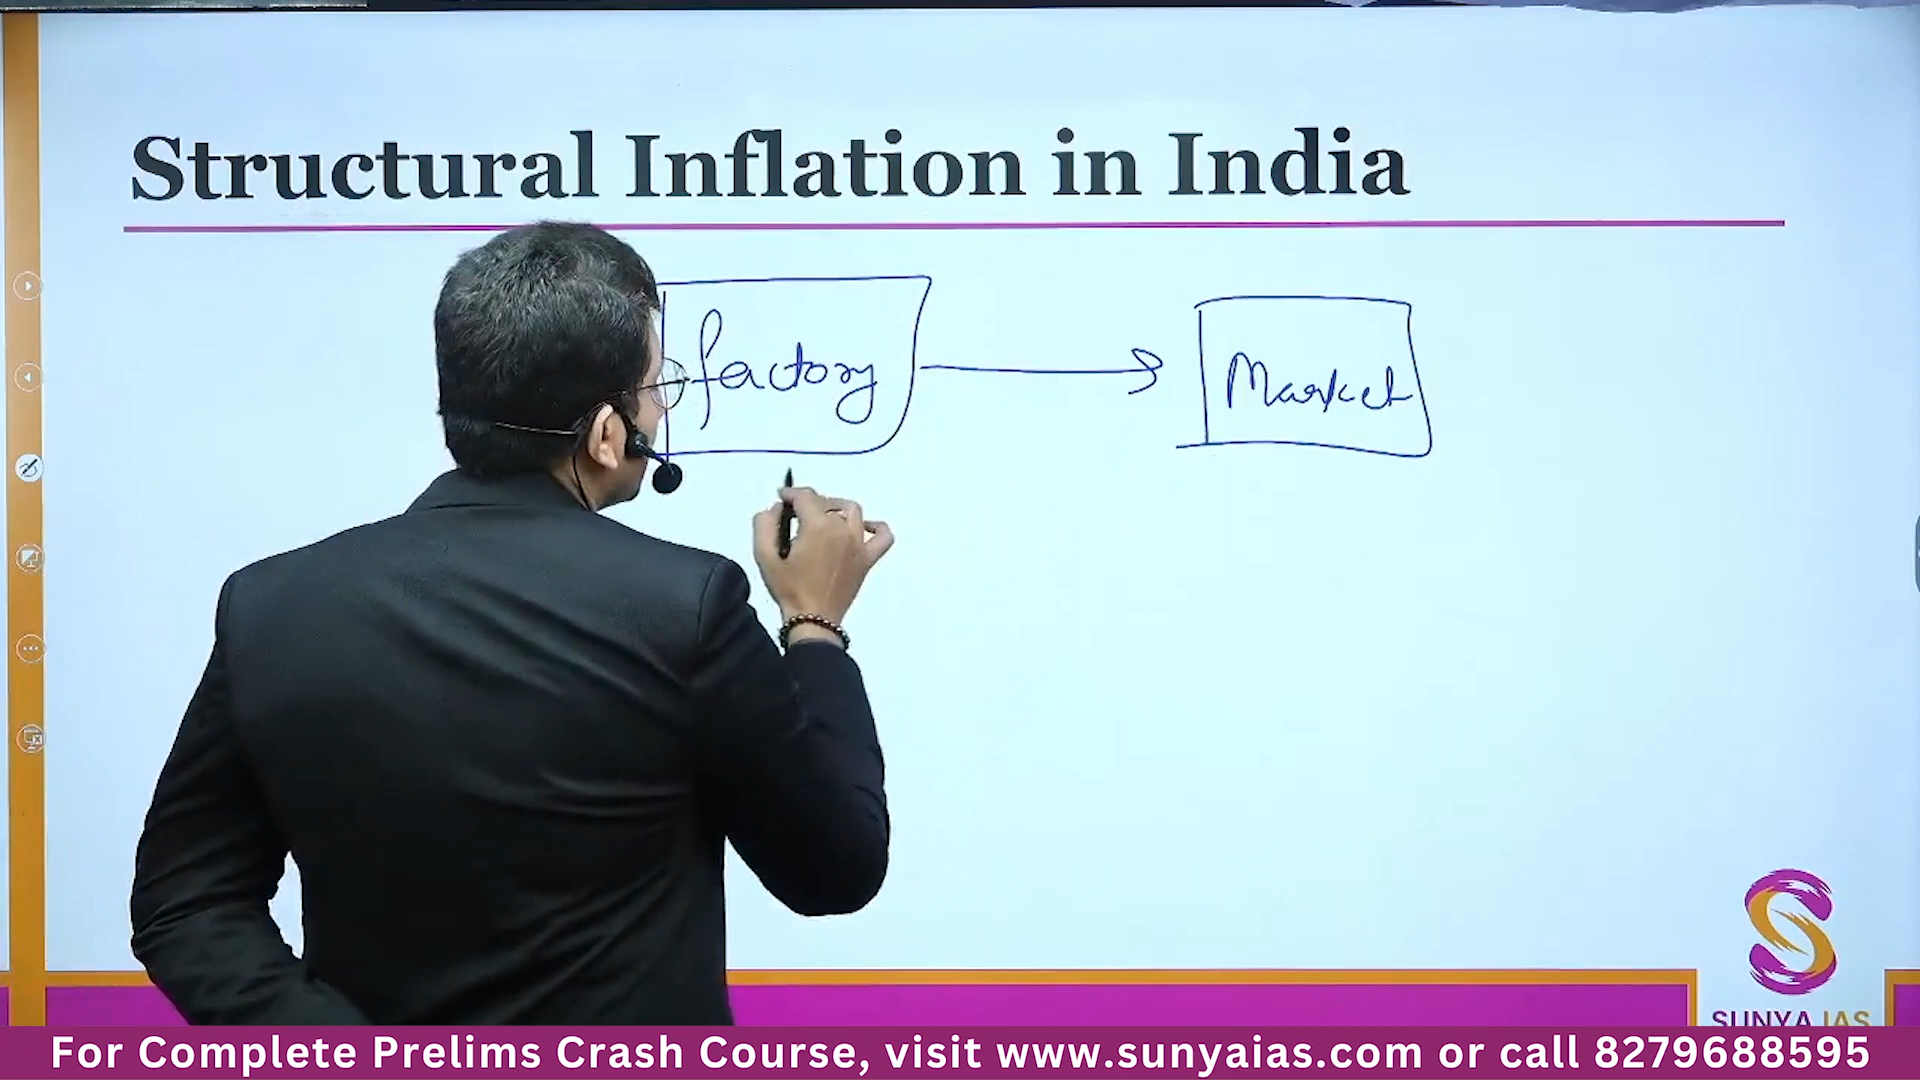 Structural Inflation in India
factory
Market
SUNYA IAS
For Complete Prelims Crash Course, visit www.sunyaias.com or call 8279688595